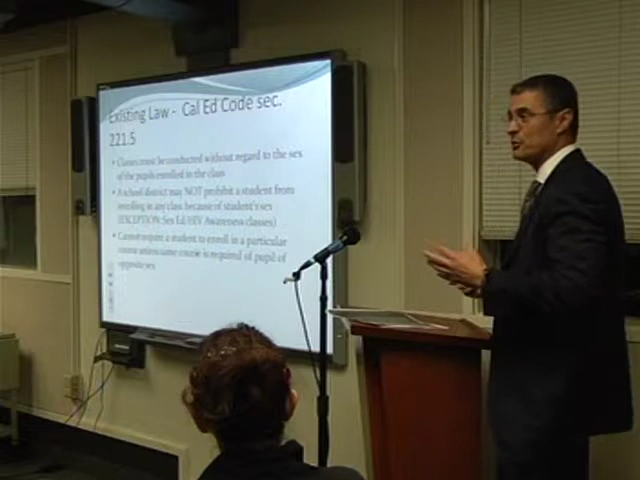 Existing Law - Cal Ed Code sec.
221.5
• Classes must be conducted without regard to the sex
of the pupils enrolled in the class
• A school district may NOT prohibit a student from
enrolling in any class because of student's sex
(EXCEPTION: Sex Ed/HIV Awareness classes)
• Cannot require a student to enroll in a particular
course unless same course is required of pupil of
opposite sex